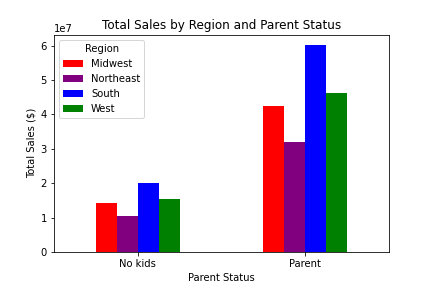 Total Sales by Region and Parent Status
1e7
6
5
4
3
2
1
0
Total Sales ($)
Region
Midwest
Northeast
South
West
No kids
Parent
Parent Status